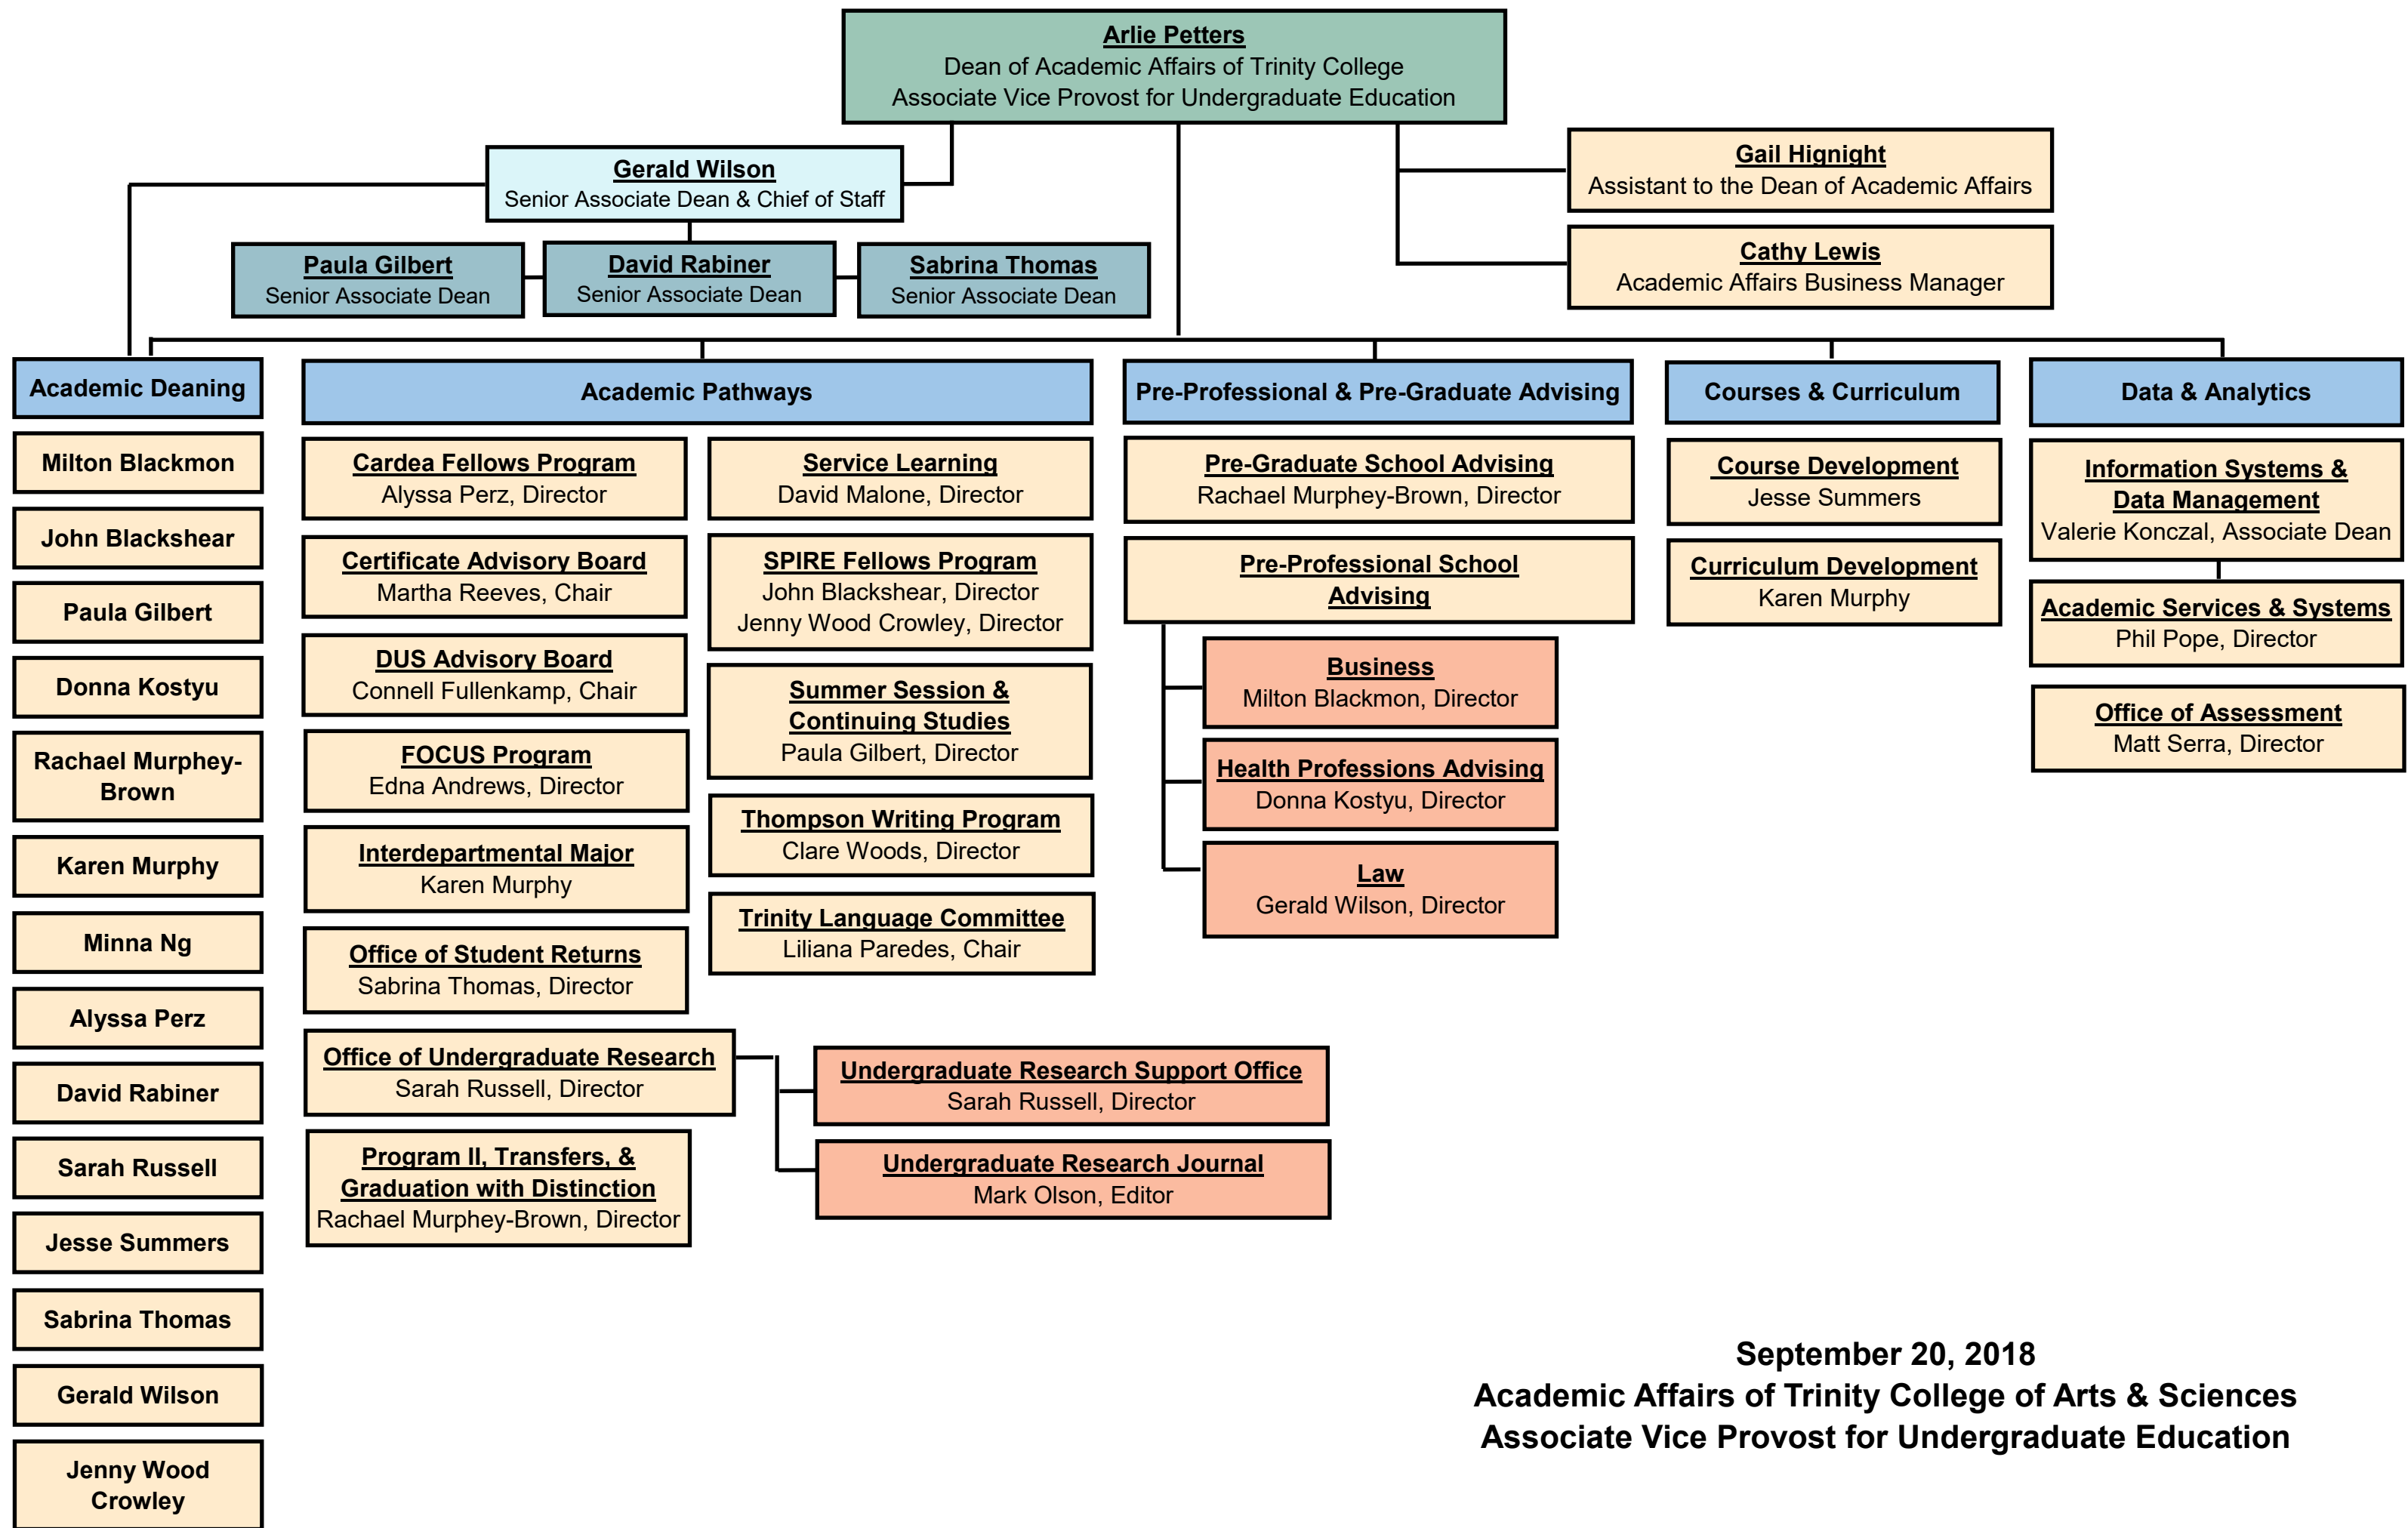 Arlie Petters
Dean of Academic Affairs of Trinity College
Associate Vice Provost for Undergraduate Education
Gerald Wilson
Senior Associate Dean & Chief of Staff
Gail Hignight
Assistant to the Dean of Academic Affairs
Cathy Lewis
Academic Affairs Business Manager
Paula Gilbert
Senior Associate Dean
David Rabiner
Senior Associate Dean
Sabrina Thomas
Senior Associate Dean
Academic Deaning
Milton Blackmon
John Blackshear
Paula Gilbert
Donna Kostyu
Rachael Murphey-
Brown
Karen Murphy
Minna Ng
Alyssa Perz
David Rabiner
Sarah Russell
Jesse Summers
Sabrina Thomas
Gerald Wilson
Jenny Wood
Crowley
Academic Pathways
Cardea Fellows Program
Alyssa Perz, Director
Certificate Advisory Board
Martha Reeves, Chair
DUS Advisory Board
Connell Fullenkamp, Chair
FOCUS Program
Edna Andrews, Director
Interdepartmental Major
Karen Murphy
Office of Student Returns
Sabrina Thomas, Director
Office of Undergraduate Research
Sarah Russell, Director
Program II, Transfers, &
Graduation with Distinction
Rachael Murphey-Brown, Director
Service Learning
David Malone, Director
SPIRE Fellows Program
John Blackshear, Director
Jenny Wood Crowley, Director
Summer Session &
Continuing Studies
Paula Gilbert, Director
Thompson Writing Program
Clare Woods, Director
Trinity Language Committee
Liliana Paredes, Chair
Undergraduate Research Support Office
Sarah Russell, Director
Undergraduate Research Journal
Mark Olson, Editor
Pre-Professional & Pre-Graduate Advising
Pre-Graduate School Advising
Rachael Murphey-Brown, Director
Pre-Professional School
Advising
Business
Milton Blackmon, Director
Health Professions Advising
Donna Kostyu, Director
Law
Gerald Wilson, Director
Courses & Curriculum
Course Development
Jesse Summers
Curriculum Development
Karen Murphy
Data & Analytics
Information Systems &
Data Management
Valerie Konczal, Associate Dean
Academic Services & Systems
Phil Pope, Director
Office of Assessment
Matt Serra, Director
September 20, 2018
Academic Affairs of Trinity College of Arts & Sciences
Associate Vice Provost for Undergraduate Education